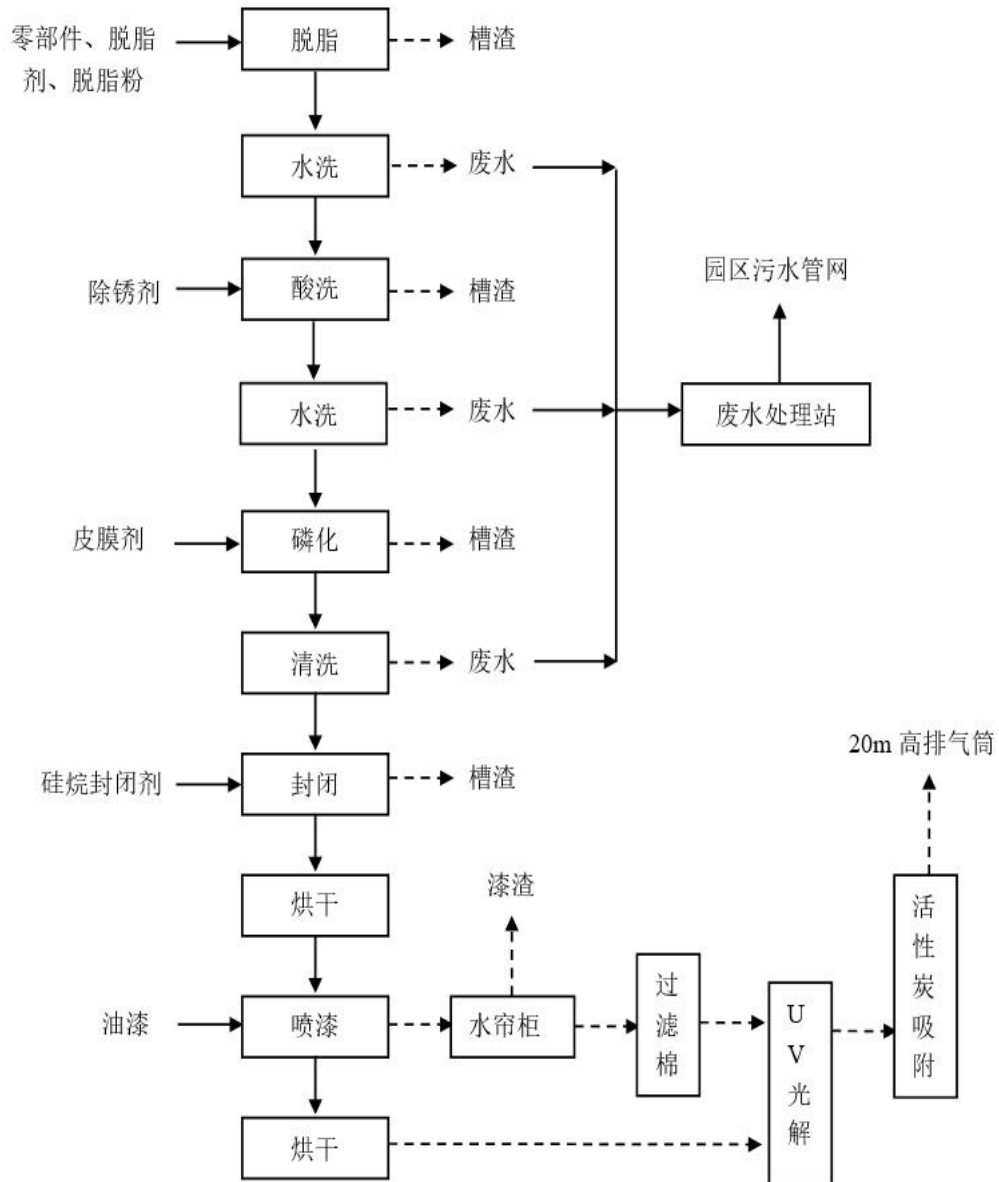 零部件、脱脂
剂、脱脂粉
脱脂
槽渣
水洗
废水
除锈剂
酸洗
槽渣
园区污水管网
水洗
废水
废水处理站
皮膜剂
磷化
槽渣
清洗
废水
20m 高排气筒
硅烷封闭剂
封闭
槽渣
烘干
漆渣
油漆
喷漆
水帘柜
过
滤
棉
U
V
光
解
活
性
炭
吸
附
烘干